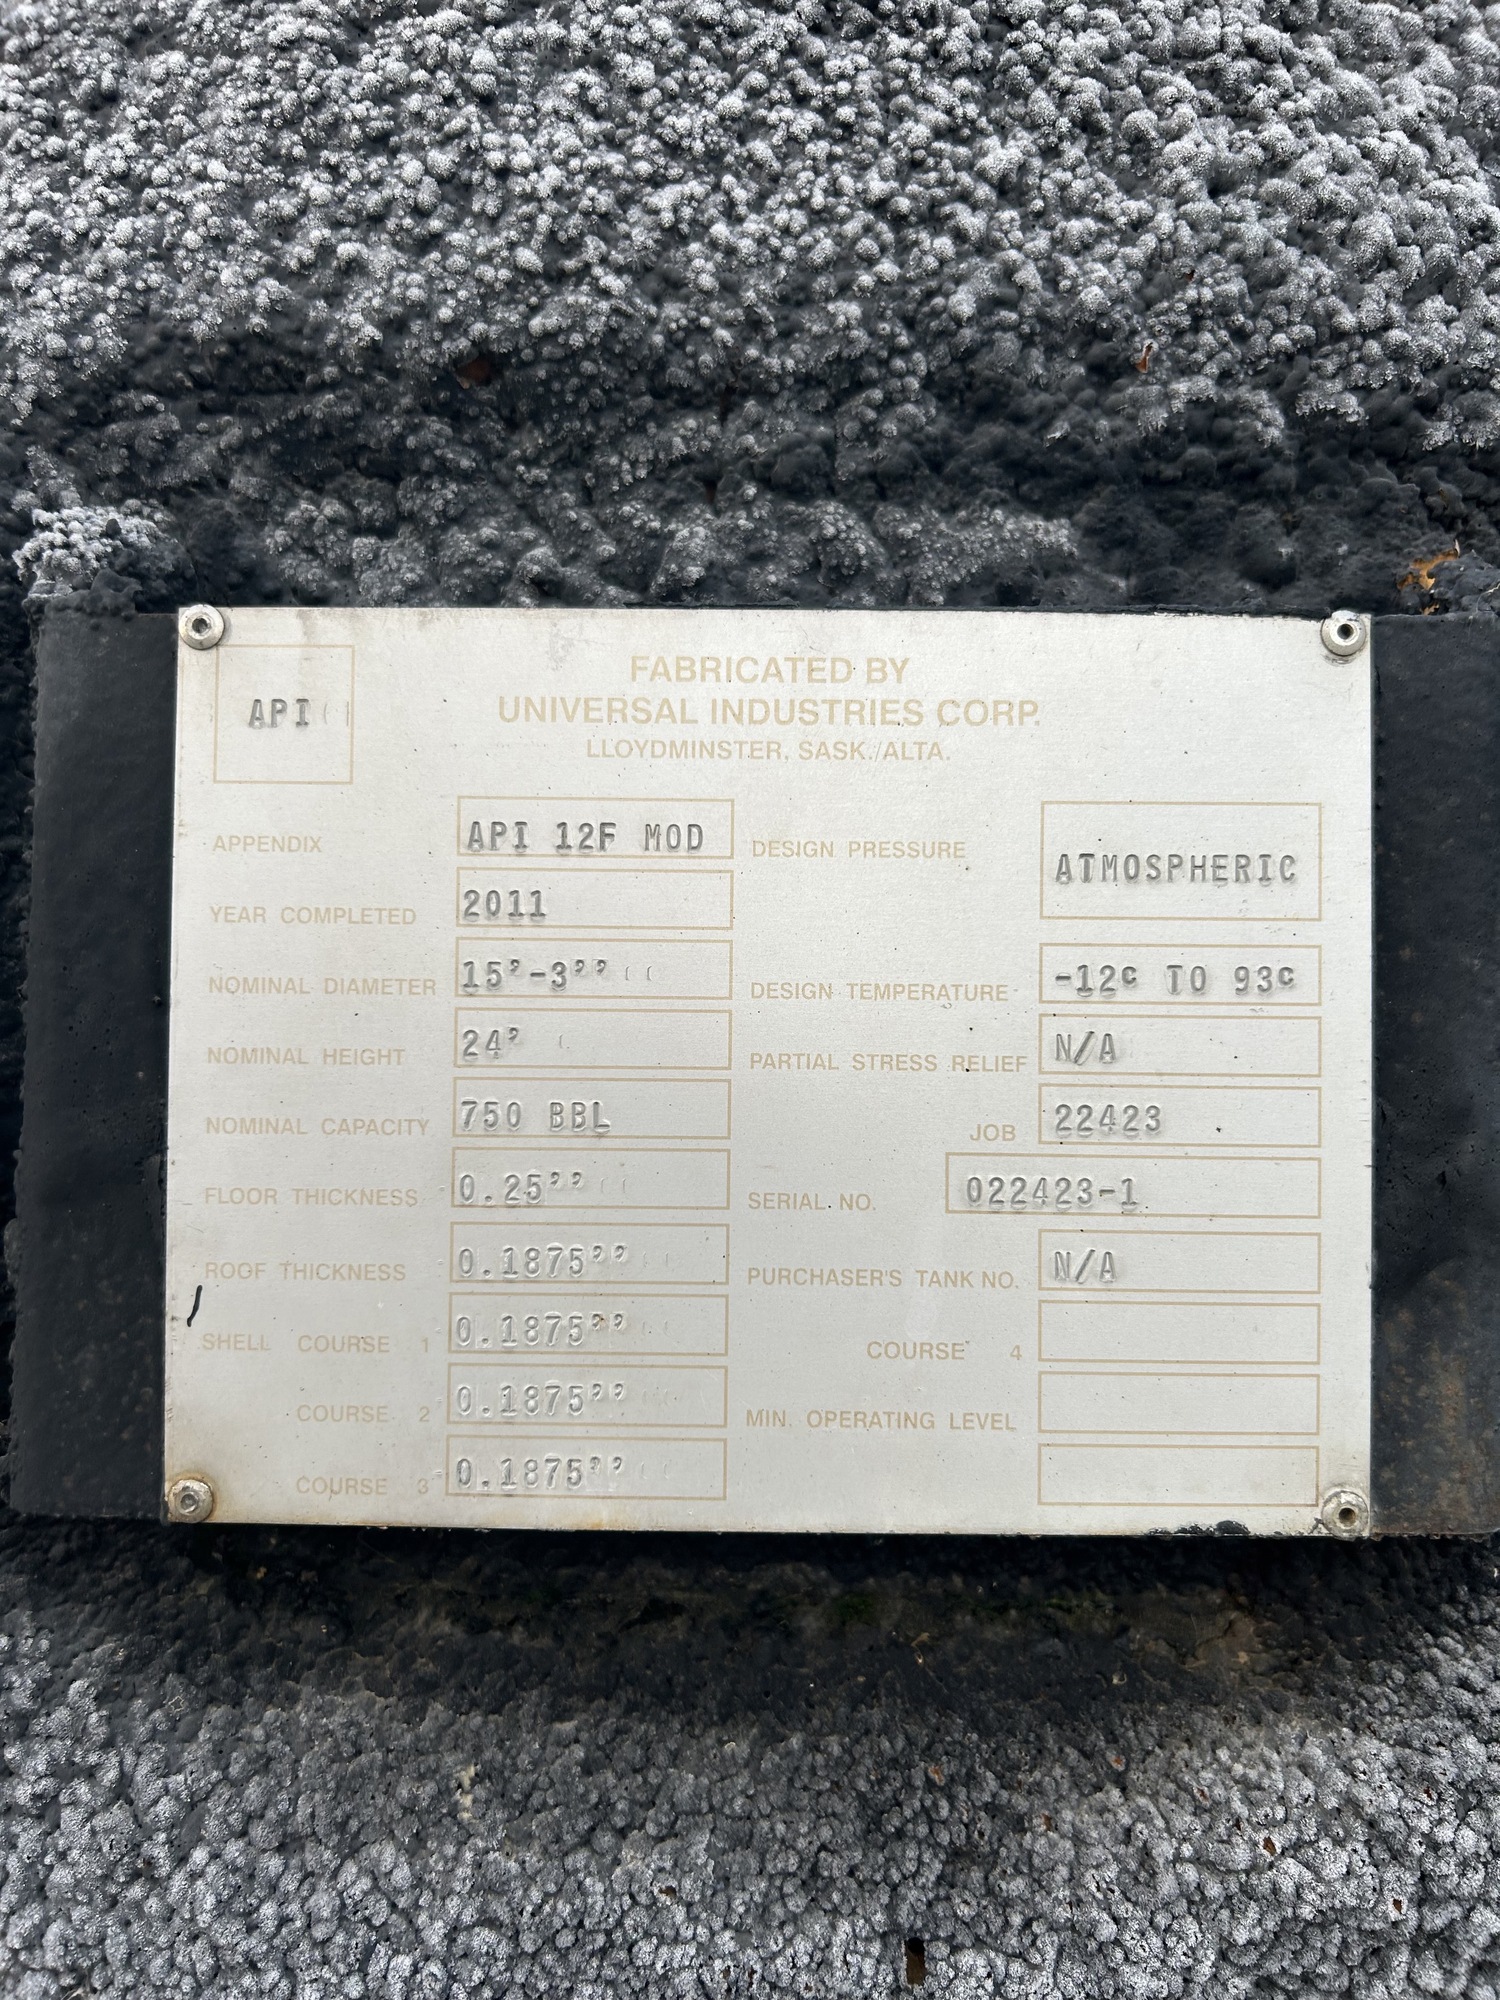 API
FABRICATED BY
UNIVERSAL INDUSTRIES CORP.
LLOYDMINSTER, SASK./ALTA.
APPENDIX API 12F MOD
YEAR COMPLETED 2011
NOMINAL DIAMETER 15'-3''
NOMINAL HEIGHT 24'
NOMINAL CAPACITY 750 BBL
FLOOR THICKNESS 0.25''
ROOF THICKNESS 0.1875''
SHELL COURSE 1 0.1875''
COURSE 2 0.1875''
COURSE 3 0.1875''
DESIGN PRESSURE ATMOSPHERIC
DESIGN TEMPERATURE -12c TO 93c
PARTIAL STRESS RELIEF N/A
JOB 22423
SERIAL NO. 022423-1
PURCHASER'S TANK NO. N/A
COURSE 4
MIN. OPERATING LEVEL